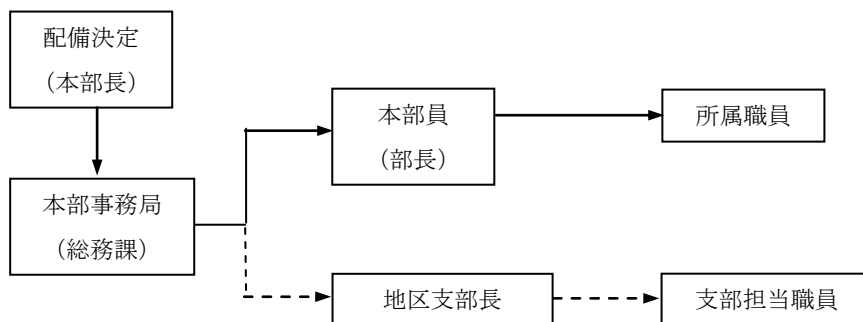 配備決定
（本部長）
本部事務局
（総務課）
本部員
（部長）
所属職員
地区支部長
支部担当職員